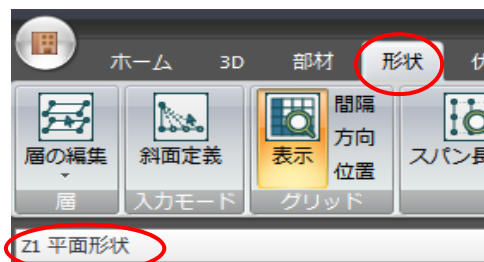 ホーム 3D 部材 形状
層の編集 斜面定義 表示 間隔 方向 位置 スパン長
層 入力モード グリッド
Z1 平面形状